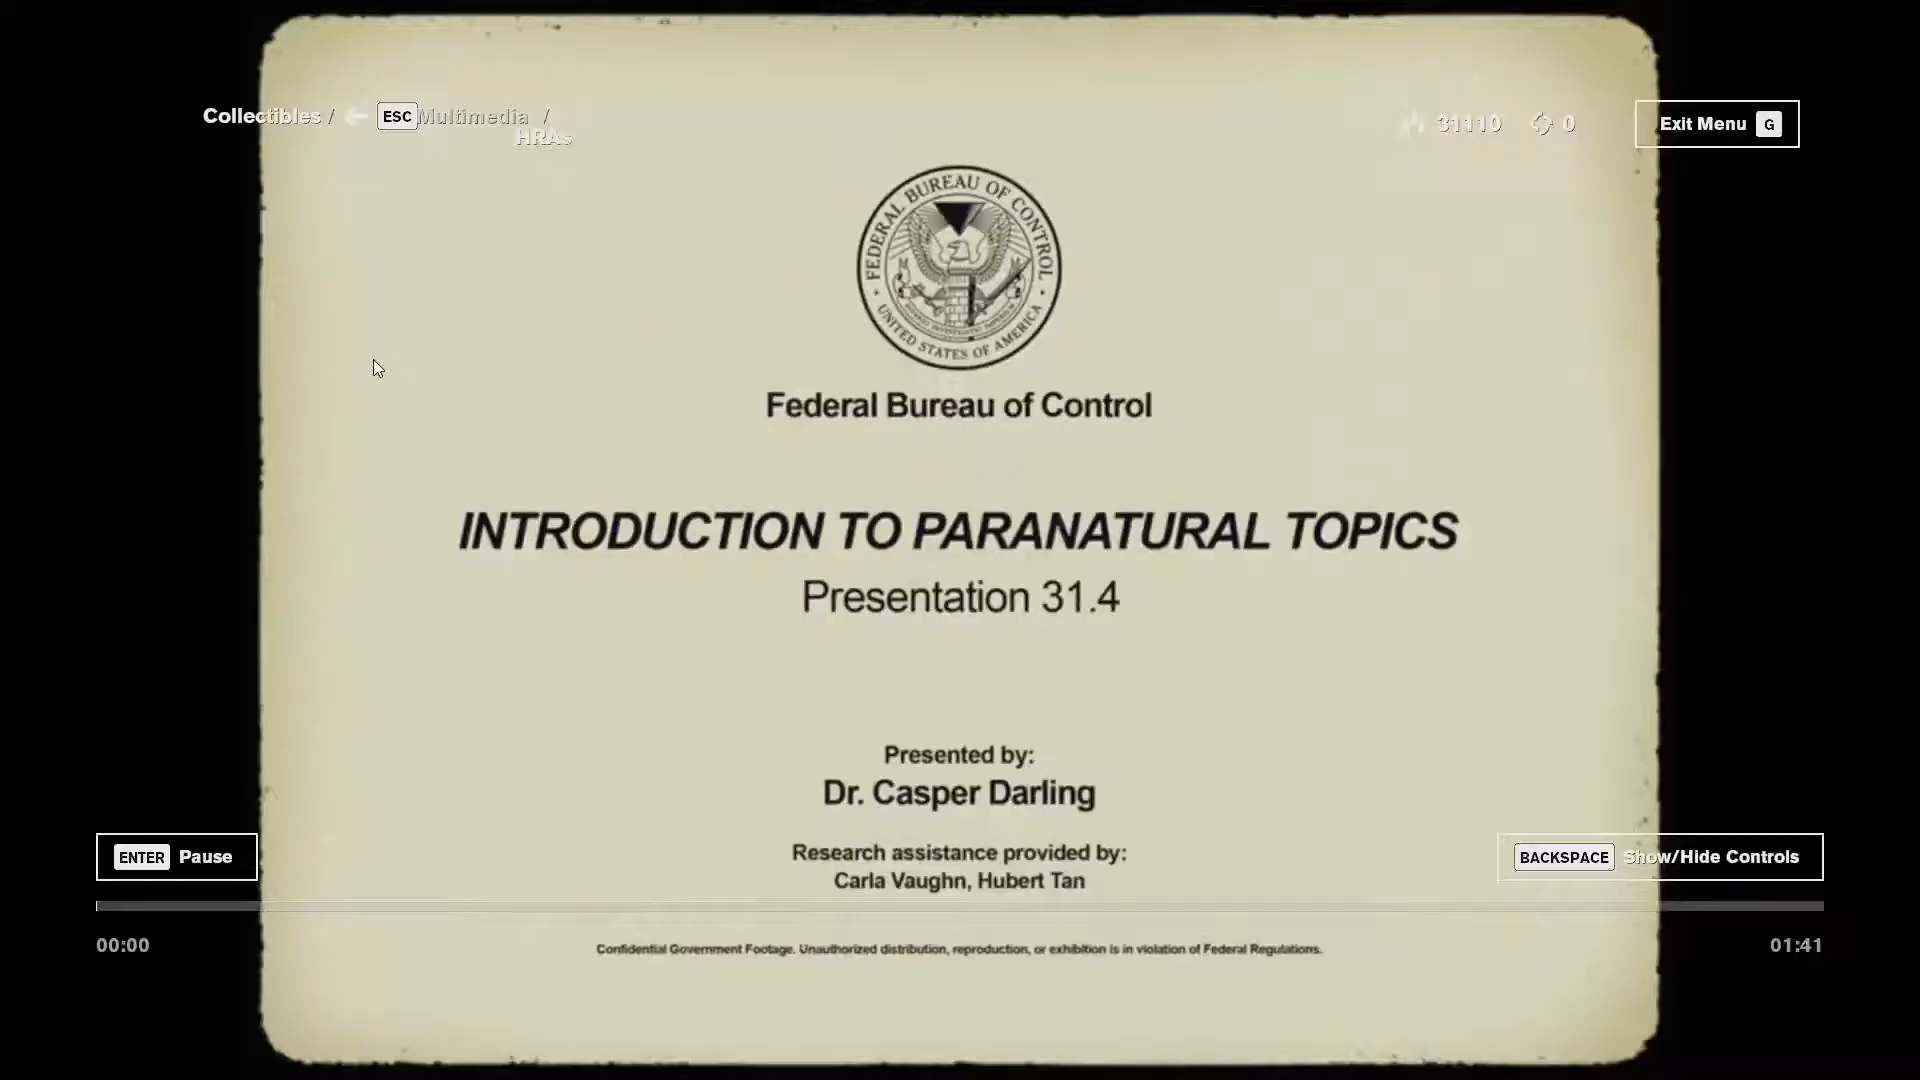 Collectibles / ESC Multimedia /
HRAs
31110 0
Exit Menu G
FEDERAL BUREAU OF CONTROL
UNITED STATES OF AMERICA
Federal Bureau of Control
INTRODUCTION TO PARANATURAL TOPICS
Presentation 31.4
Presented by:
Dr. Casper Darling
Research assistance provided by:
Carla Vaughn, Hubert Tan
ENTER Pause
BACKSPACE Show/Hide Controls
00:00
01:41
Confidential Government Footage. Unauthorized distribution, reproduction, or exhibition is in violation of Federal Regulations.